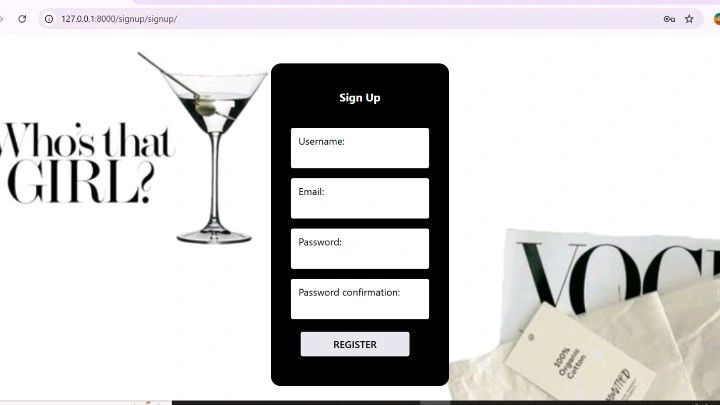 127.0.0.1:8000/signup/signup/
Who's that
GIRL?
Sign Up
Username:
Email:
Password:
Password confirmation:
REGISTER
VOGU
100%
Organic
Cotton